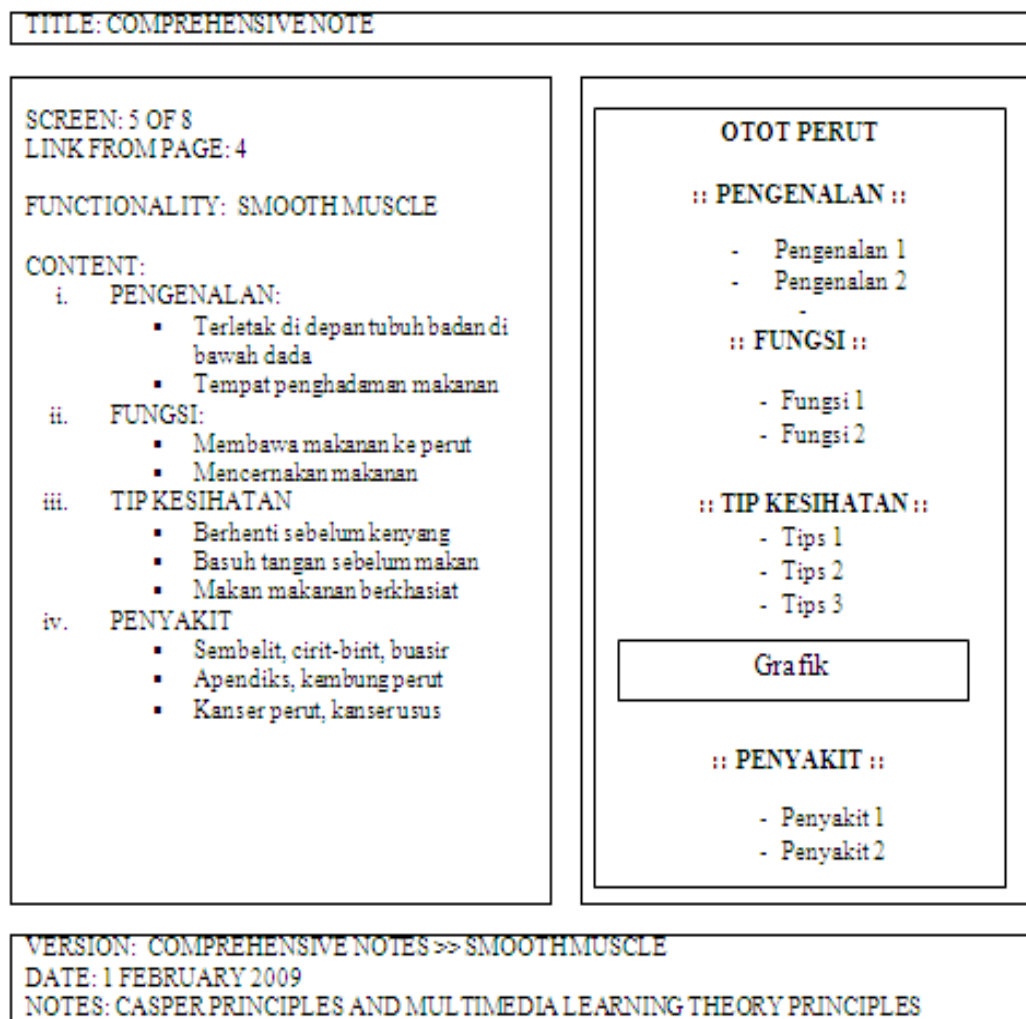 TITLE: COMPREHENSIVE NOTE
SCREEN: 5 OF 8
LINK FROM PAGE: 4
FUNCTIONALITY: SMOOTH MUSCLE
CONTENT:
i. PENGENALAN:
▪ Terletak di depan tubuh badan di
bawah dada
▪ Tempat penghadaman makanan
ii. FUNGSI:
▪ Membawa makanan ke perut
▪ Mencernakan makanan
iii. TIP KESIHATAN
▪ Berhenti sebelum kenyang
▪ Basuh tangan sebelum makan
▪ Makan makanan berkhasiat
iv. PENYAKIT
▪ Sembelit, cirit-birit, buasir
▪ Apendiks, kembung perut
▪ Kanser perut, kanser usus
OTOT PERUT
:: PENGENALAN ::
- Pengenalan 1
- Pengenalan 2
-
:: FUNGSI ::
- Fungsi 1
- Fungsi 2
:: TIP KESIHATAN ::
- Tips 1
- Tips 2
- Tips 3
Grafik
:: PENYAKIT ::
- Penyakit 1
- Penyakit 2
VERSION: COMPREHENSIVE NOTES >> SMOOTH MUSCLE
DATE: 1 FEBRUARY 2009
NOTES: CASPER PRINCIPLES AND MULTIMEDIA LEARNING THEORY PRINCIPLES